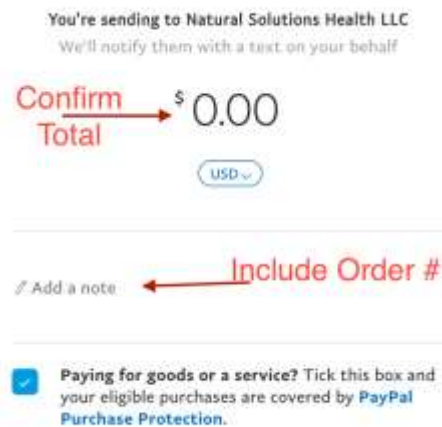 You're sending to Natural Solutions Health LLC
We'll notify them with a text on your behalf
Confirm
Total
$ 0.00
USD
Include Order #
Add a note
Paying for goods or a service? Tick this box and
your eligible purchases are covered by PayPal
Purchase Protection.